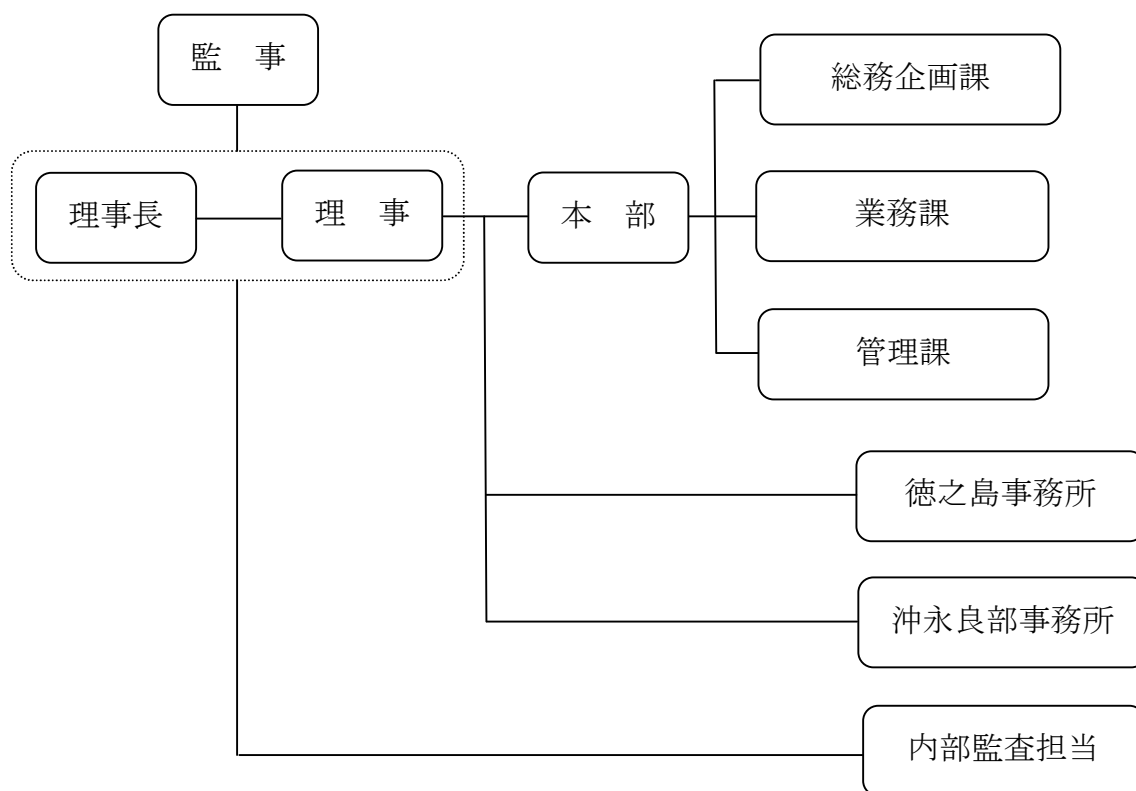 監　事
総務企画課
理事長
理　事
本　部
業務課
管理課
徳之島事務所
沖永良部事務所
内部監査担当